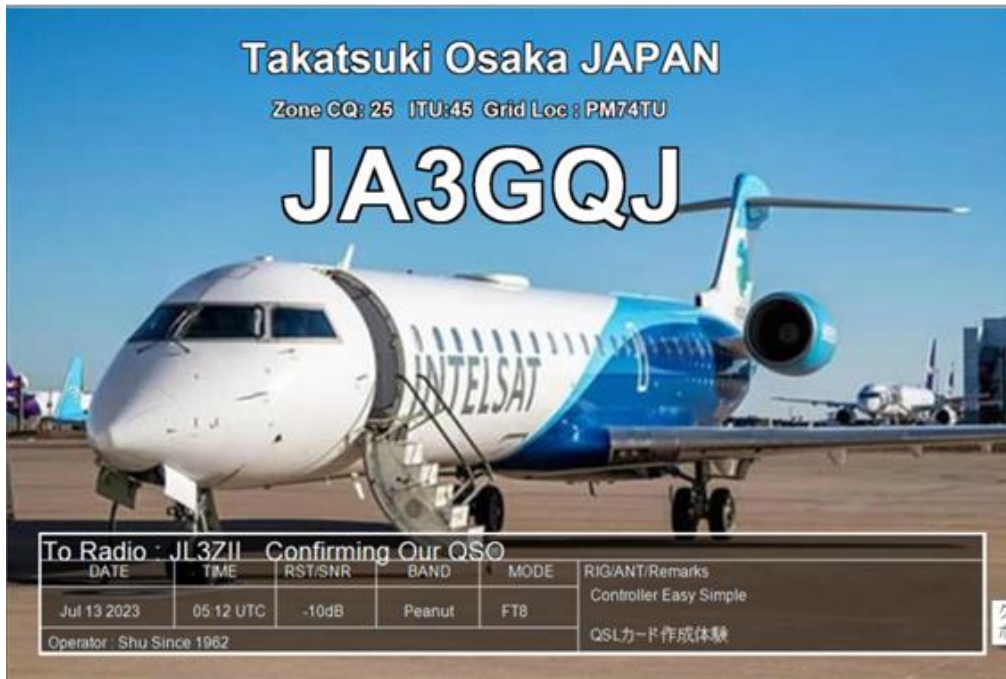 Takatsuki Osaka JAPAN
Zone CQ: 25 ITU:45 Grid Loc : PM74TU
JA3GQJ
INTELSAT
To Radio : JL3ZII Confirming Our QSO
DATE TIME RST/SNR BAND MODE RIG/ANT/Remarks
Jul 13 2023 05:12 UTC -10dB Peanut FT8 Controller Easy Simple
Operator : Shu Since 1962 QSLカード作成体験